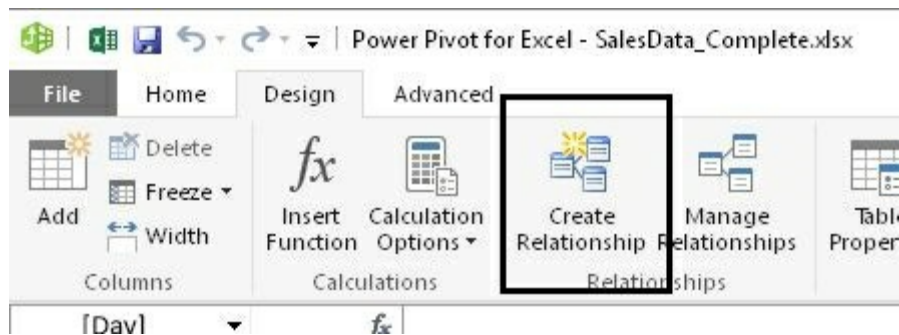 Power Pivot for Excel - SalesData_Complete.xlsx
File Home Design Advanced
Add
Delete
Freeze
Width
fx
Insert
Function
Calculation
Options
Create
Relationship
Manage
Relationships
Columns
Calculations
Relationships
[Day]
fx